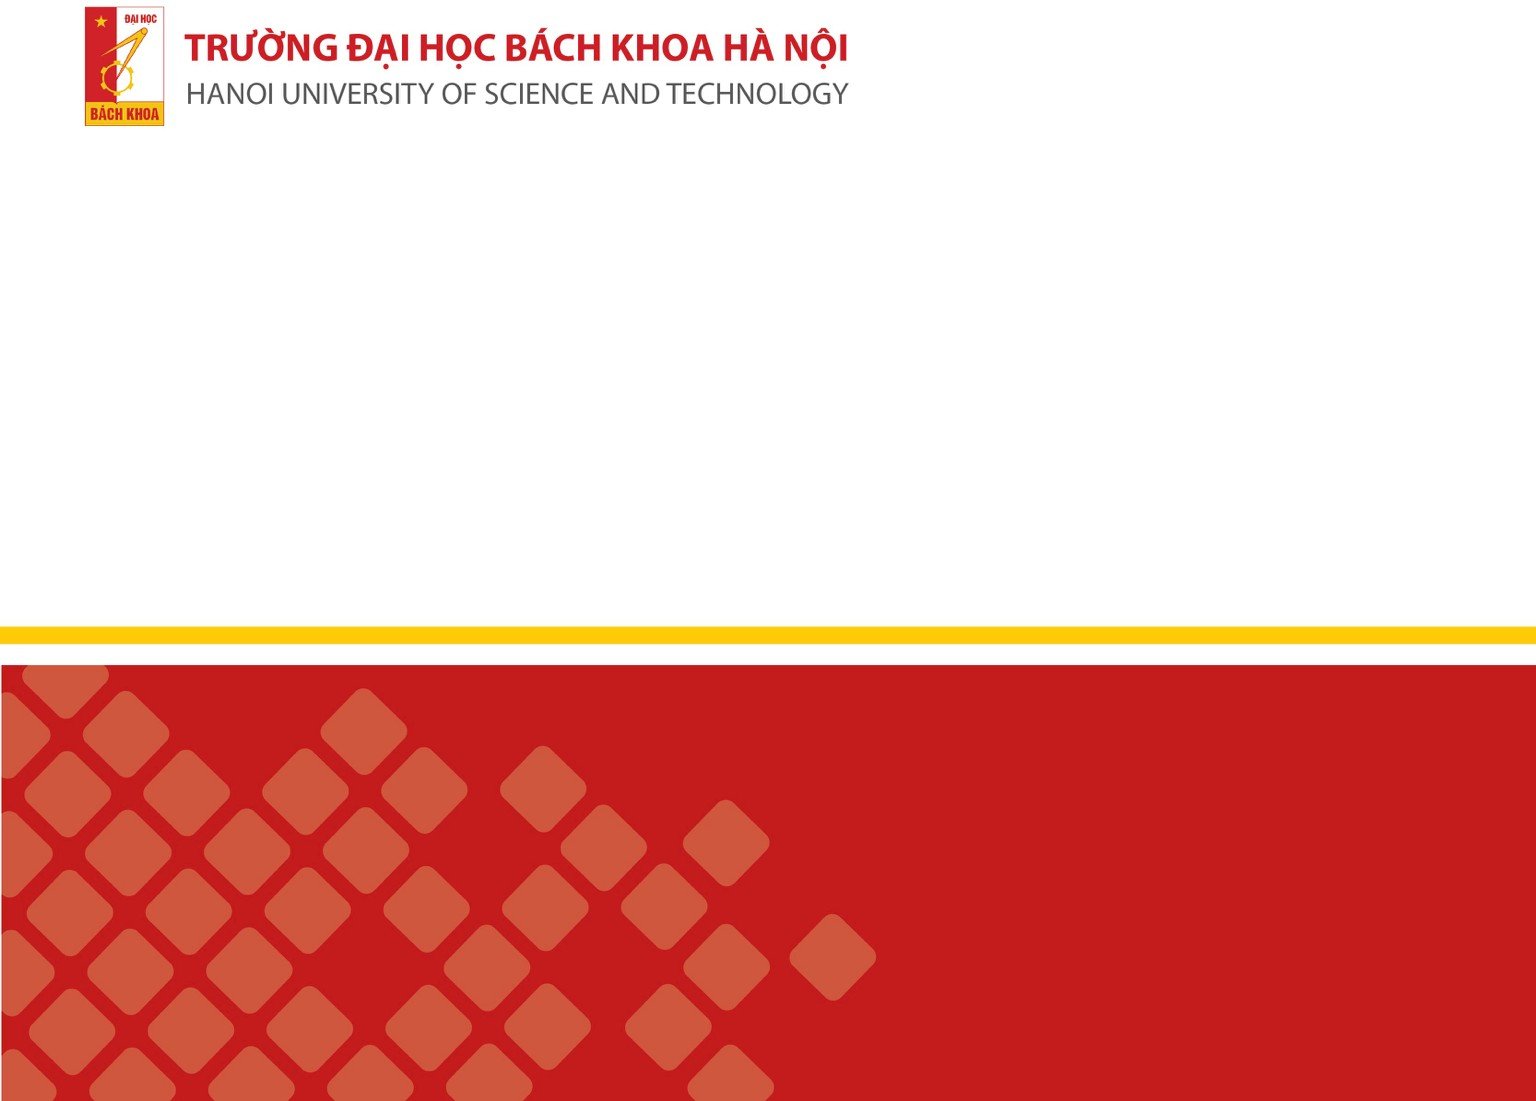 ĐẠI HỌC
BÁCH KHOA
TRƯỜNG ĐẠI HỌC BÁCH KHOA HÀ NỘI
HANOI UNIVERSITY OF SCIENCE AND TECHNOLOGY